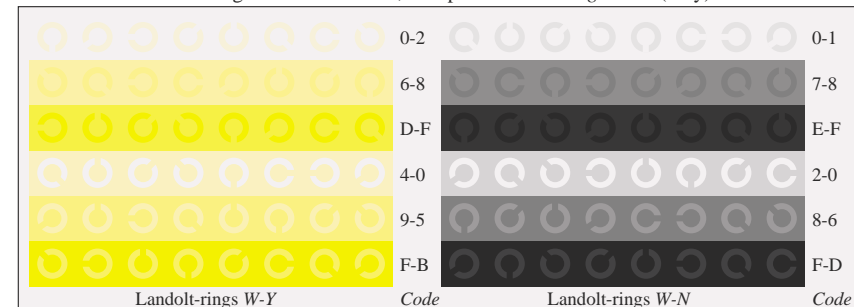 0-2 0-1
6-8 7-8
D-F E-F
4-0 2-0
9-5 8-6
F-B F-D
Landolt-rings W-Y Code Landolt-rings W-N Code